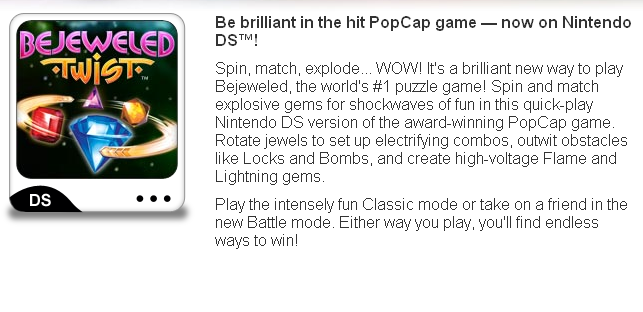 BEJEWELED
TWIST™
DS
Be brilliant in the hit PopCap game — now on Nintendo
DS™!
Spin, match, explode... WOW! It's a brilliant new way to play
Bejeweled, the world's #1 puzzle game! Spin and match
explosive gems for shockwaves of fun in this quick-play
Nintendo DS version of the award-winning PopCap game.
Rotate jewels to set up electrifying combos, outwit obstacles
like Locks and Bombs, and create high-voltage Flame and
Lightning gems.
Play the intensely fun Classic mode or take on a friend in the
new Battle mode. Either way you play, you'll find endless
ways to win!